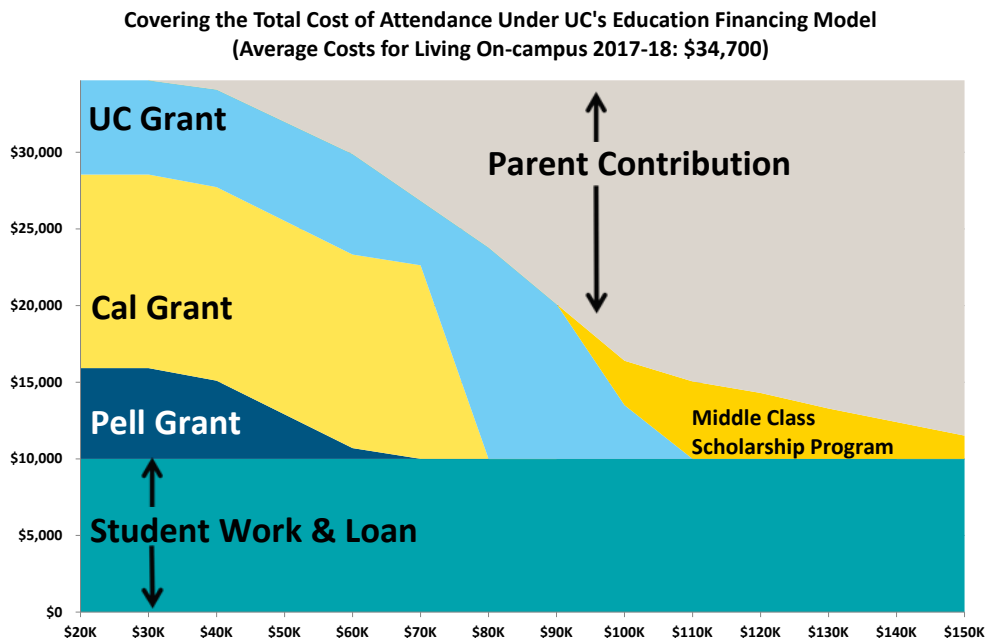 Covering the Total Cost of Attendance Under UC's Education Financing Model
(Average Costs for Living On-campus 2017-18: $34,700)
UC Grant
$30,000
Parent Contribution
$25,000
Cal Grant
$20,000
$15,000
Pell Grant
Middle Class
Scholarship Program
$10,000
Student Work & Loan
$5,000
$0
$20K $30K $40K $50K $60K $70K $80K $90K $100K $110K $120K $130K $140K $150K